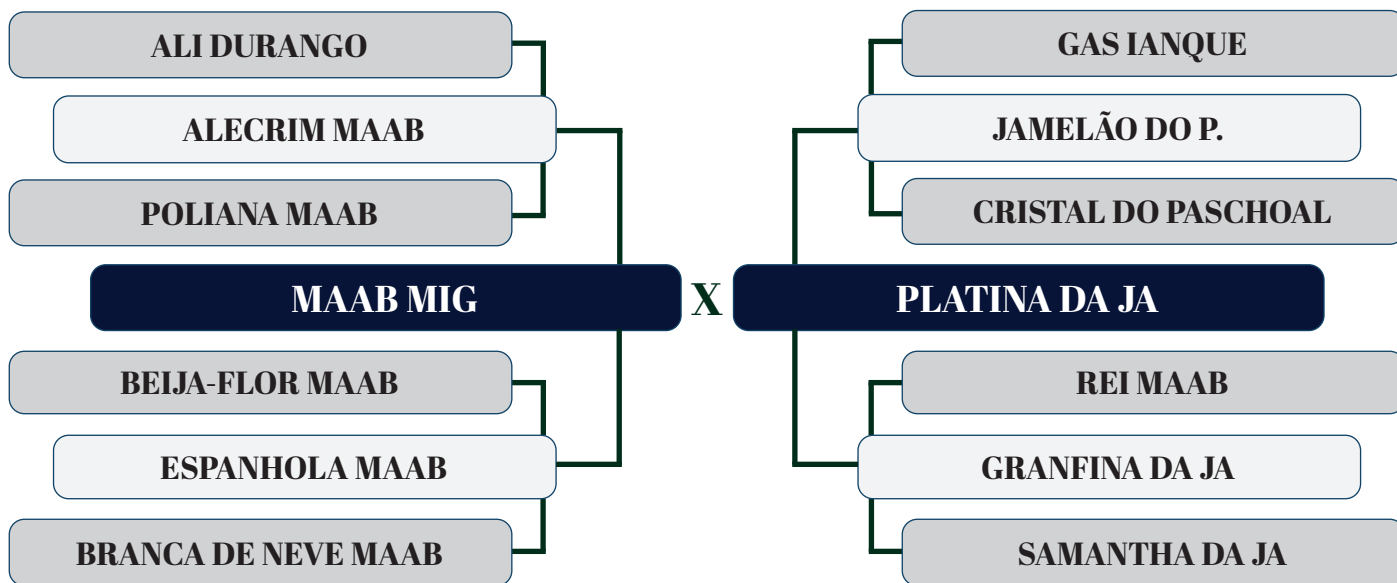 ALI DURANGO
ALECRIM MAAB
POLIANA MAAB
MAAB MIG
BEIJA-FLOR MAAB
ESPANHOLA MAAB
BRANCA DE NEVE MAAB
X
GAS IANQUE
JAMELÃO DO P.
CRISTAL DO PASCHOAL
PLATINA DA JA
REI MAAB
GRANFINA DA JA
SAMANTHA DA JA